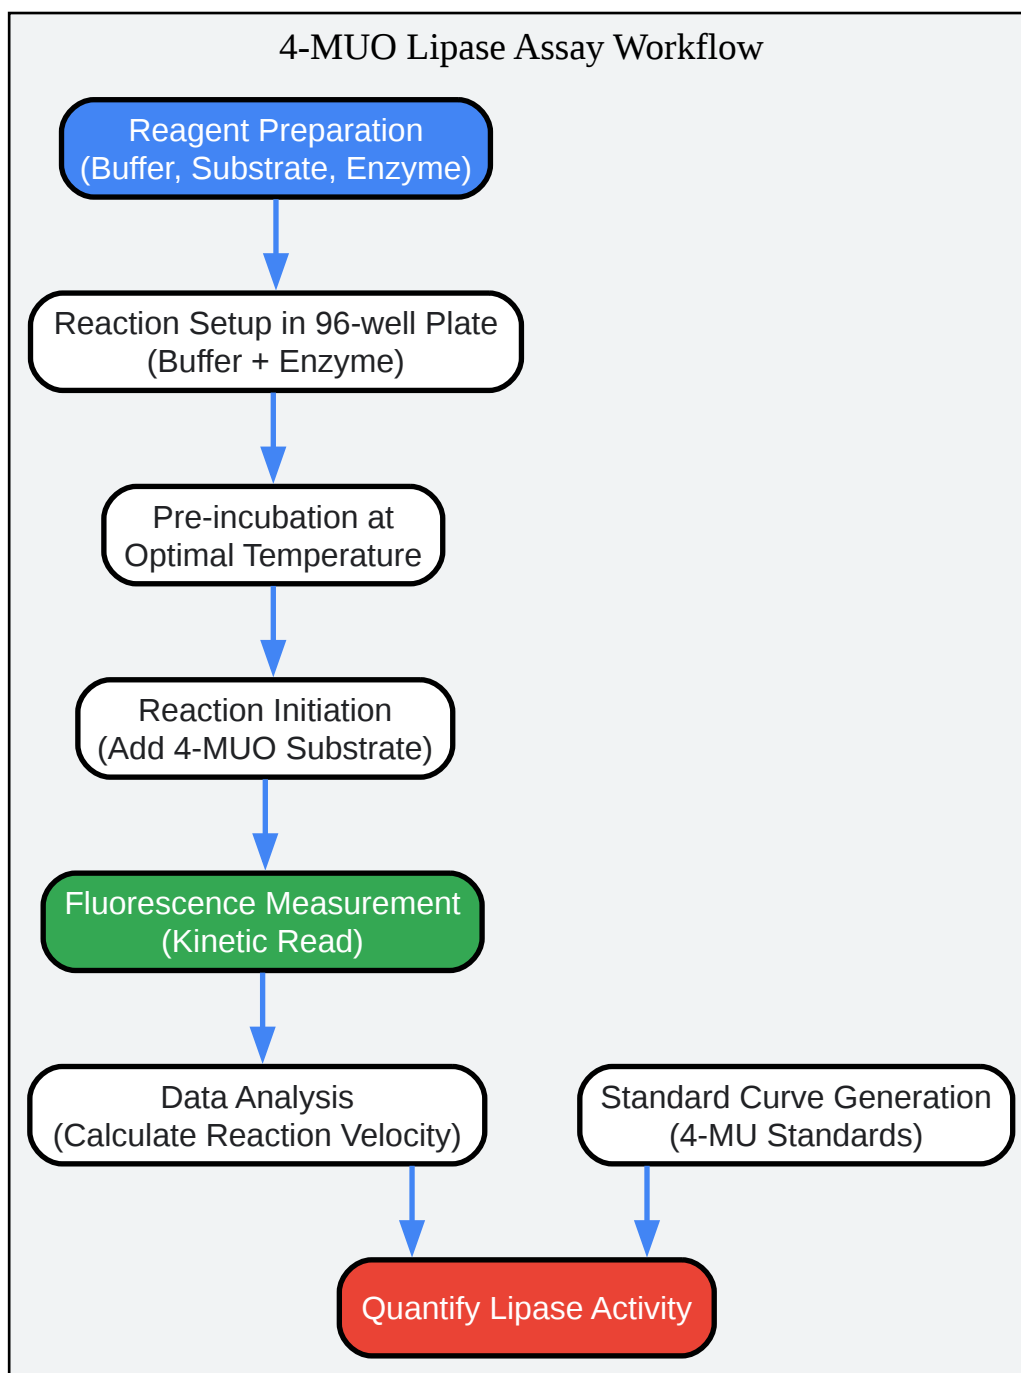 4-MUO Lipase Assay Workflow
Reagent Preparation
(Buffer, Substrate, Enzyme)
Reaction Setup in 96-well Plate
(Buffer + Enzyme)
Pre-incubation at
Optimal Temperature
Reaction Initiation
(Add 4-MUO Substrate)
Fluorescence Measurement
(Kinetic Read)
Data Analysis
(Calculate Reaction Velocity)
Standard Curve Generation
(4-MU Standards)
Quantify Lipase Activity